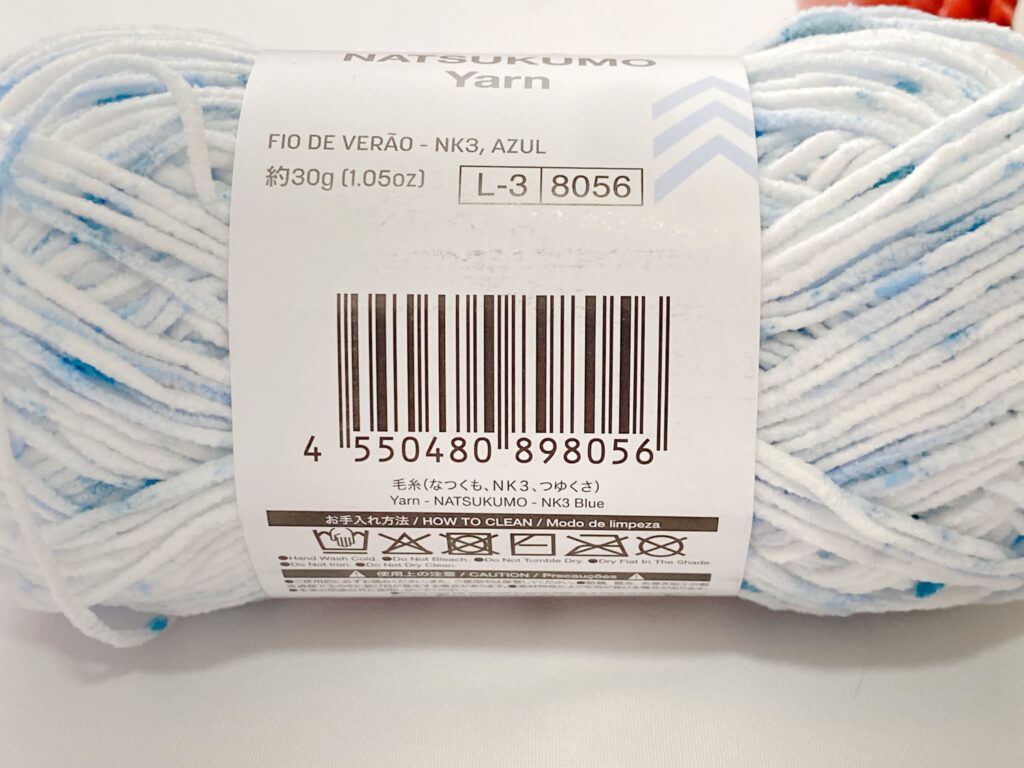 NATSUKUMO
Yarn
FIO DE VERÃO - NK3, AZUL
約30g (1.05oz) L-3 8056
4 550480 898056
毛糸(なつくも、NK3、つゆくさ)
Yarn - NATSUKUMO - NK3 Blue
お手入れ方法 / HOW TO CLEAN / Modo de limpeza
●Hand Wash Cold. ●Do Not Bleach. ●Do Not Tumble Dry. ●Dry Flat In The Shade.
●Do Not Iron. ●Do Not Dry Clean.
使用上の注意 / CAUTION / Precauções